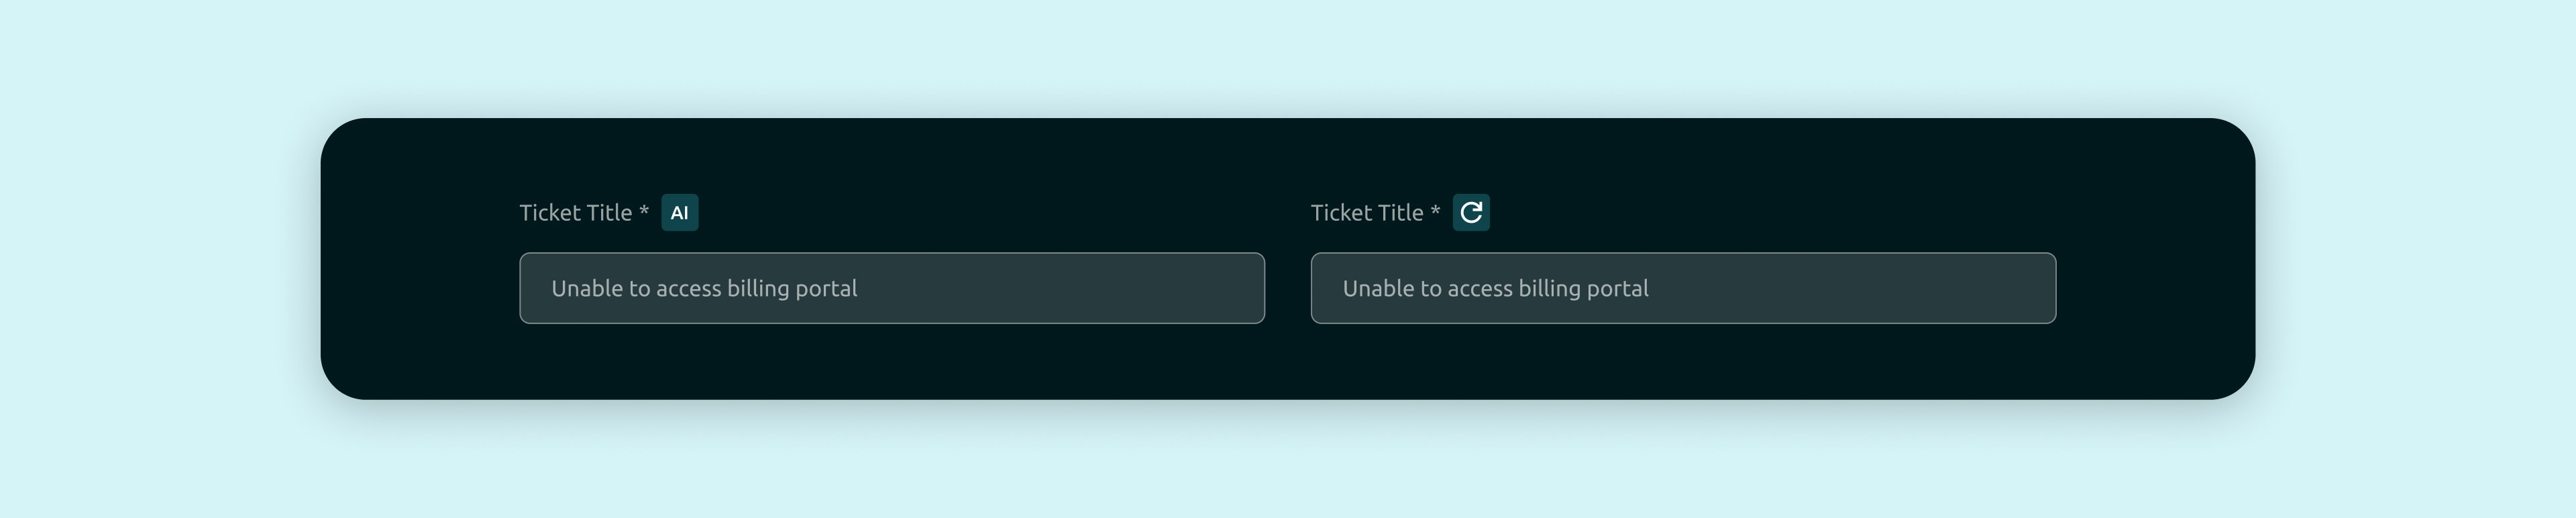 Ticket Title * AI
Unable to access billing portal
Ticket Title *
Unable to access billing portal